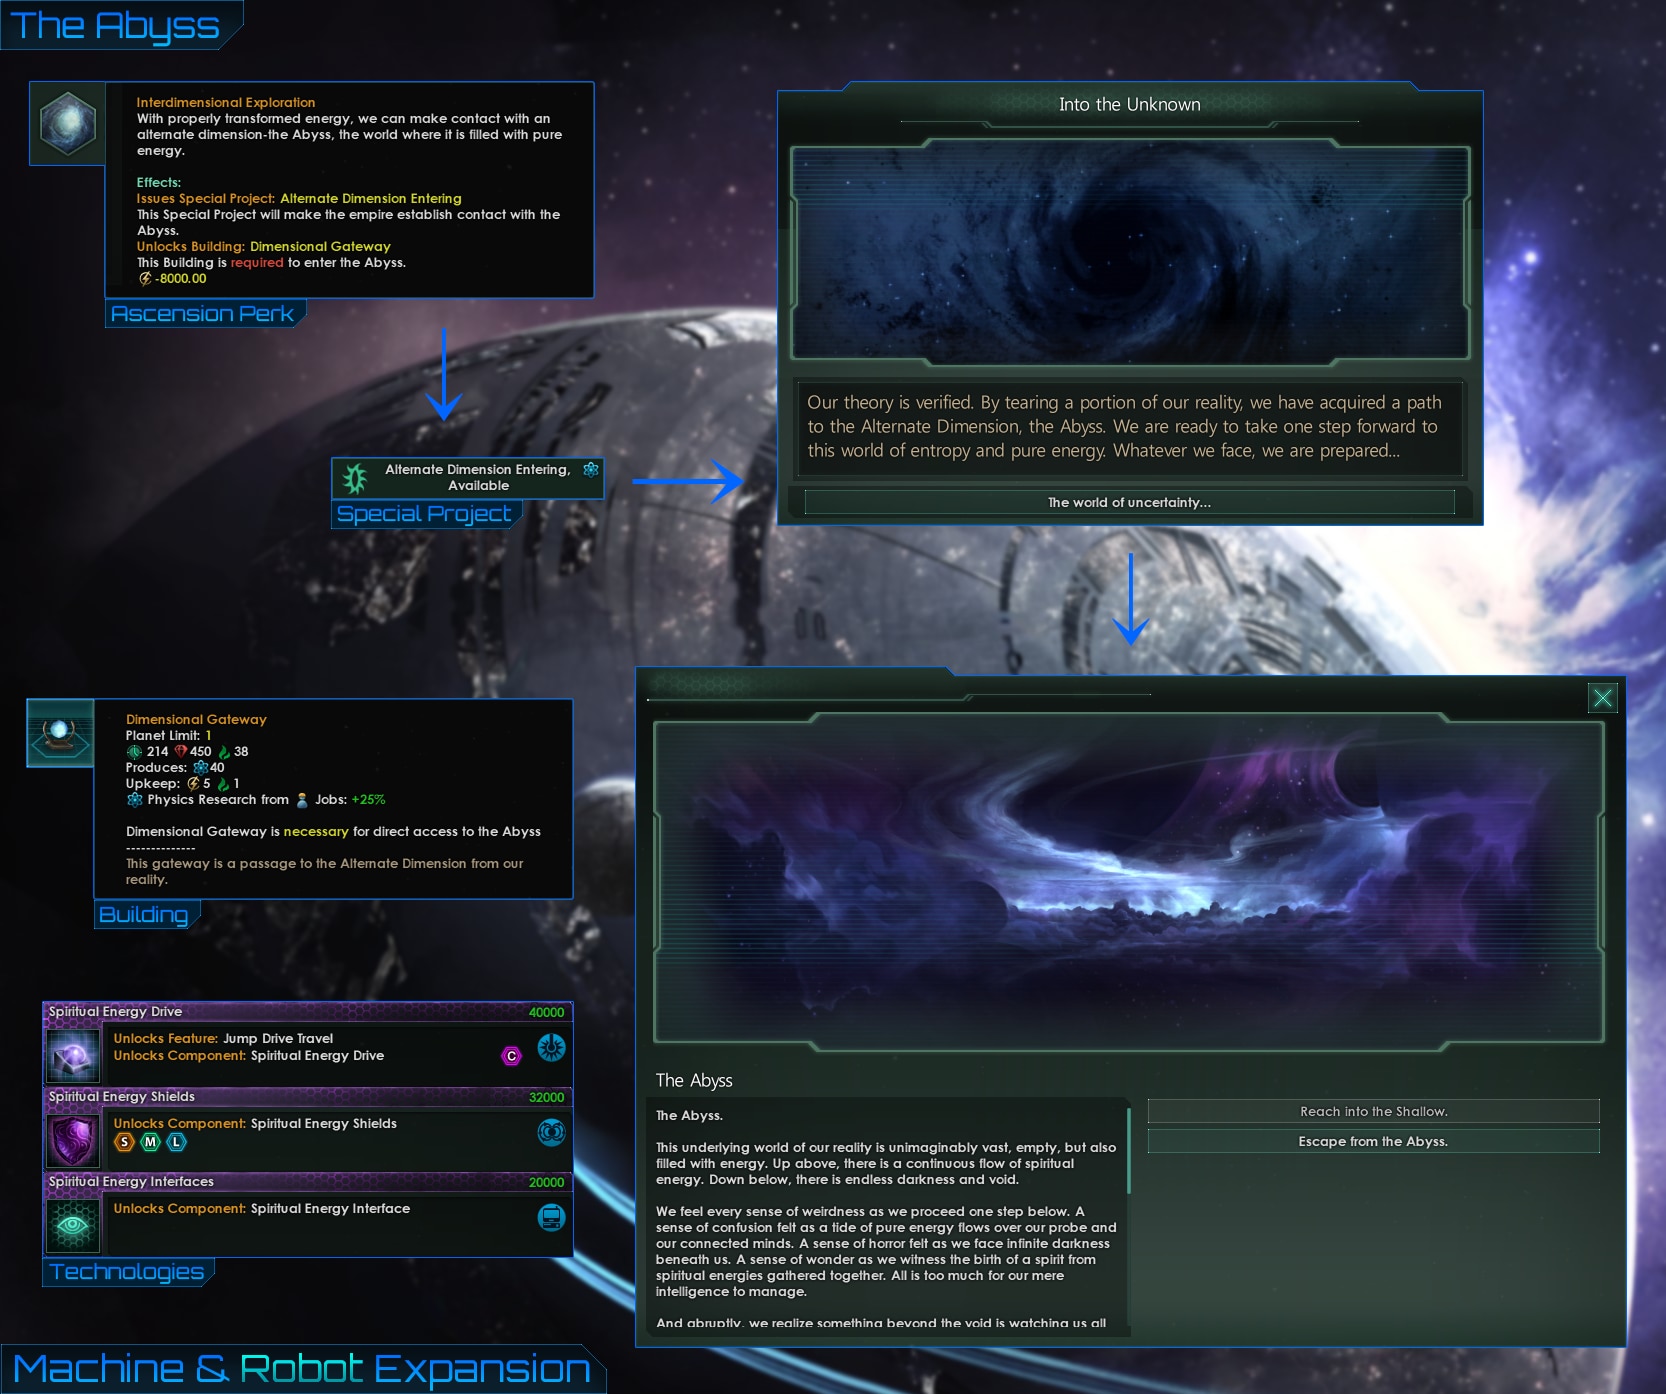 The Abyss
Interdimensional Exploration
With properly transformed energy, we can make contact with an
alternate dimension-the Abyss, the world where it is filled with pure
energy.
Effects:
Issues Special Project: Alternate Dimension Entering
This Special Project will make the empire establish contact with the
Abyss.
Unlocks Building: Dimensional Gateway
This Building is required to enter the Abyss.
-8000.00
Ascension Perk
Alternate Dimension Entering,
Available
Special Project
Into the Unknown
Our theory is verified. By tearing a portion of our reality, we have acquired a path
to the Alternate Dimension, the Abyss. We are ready to take one step forward to
this world of entropy and pure energy. Whatever we face, we are prepared...
The world of uncertainty...
Dimensional Gateway
Planet Limit: 1
214 450 38
Produces: 40
Upkeep: 5 1
Physics Research from Jobs: +25%
Dimensional Gateway is necessary for direct access to the Abyss
--------------
This gateway is a passage to the Alternate Dimension from our
reality.
Building
Spiritual Energy Drive 40000
Unlocks Feature: Jump Drive Travel
Unlocks Component: Spiritual Energy Drive C
Spiritual Energy Shields 32000
Unlocks Component: Spiritual Energy Shields
S M L
Spiritual Energy Interfaces 20000
Unlocks Component: Spiritual Energy Interface
Technologies
The Abyss
The Abyss.
This underlying world of our reality is unimaginably vast, empty, but also
filled with energy. Up above, there is a continuous flow of spiritual
energy. Down below, there is endless darkness and void.
We feel every sense of weirdness as we proceed one step below. A
sense of confusion felt as a tide of pure energy flows over our probe and
our connected minds. A sense of horror felt as we face infinite darkness
beneath us. A sense of wonder as we witness the birth of a spirit from
spiritual energies gathered together. All is too much for our mere
intelligence to manage.
And abruptly, we realize something beyond the void is watching us all
Reach into the Shallow.
Escape from the Abyss.
Machine & Robot Expansion